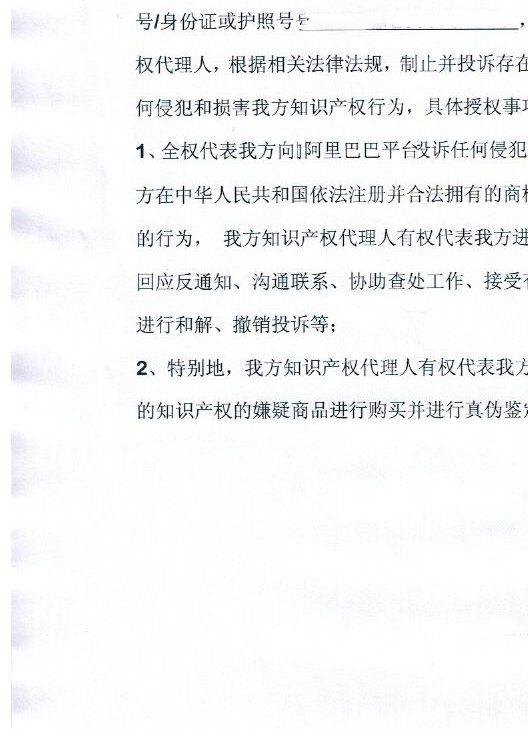 号/身份证或护照号
权代理人，根据相关法律法规，制止并投诉存在
何侵犯和损害我方知识产权行为，具体授权事
1、全权代表我方向阿里巴巴平台投诉任何侵犯
方在中华人民共和国依法注册并合法拥有的商
的行为， 我方知识产权代理人有权代表我方进
回应反通知、沟通联系、协助查处工作、接受
进行和解、撤销投诉等；
2、特别地，我方知识产权代理人有权代表我方
的知识产权的嫌疑商品进行购买并进行真伪鉴